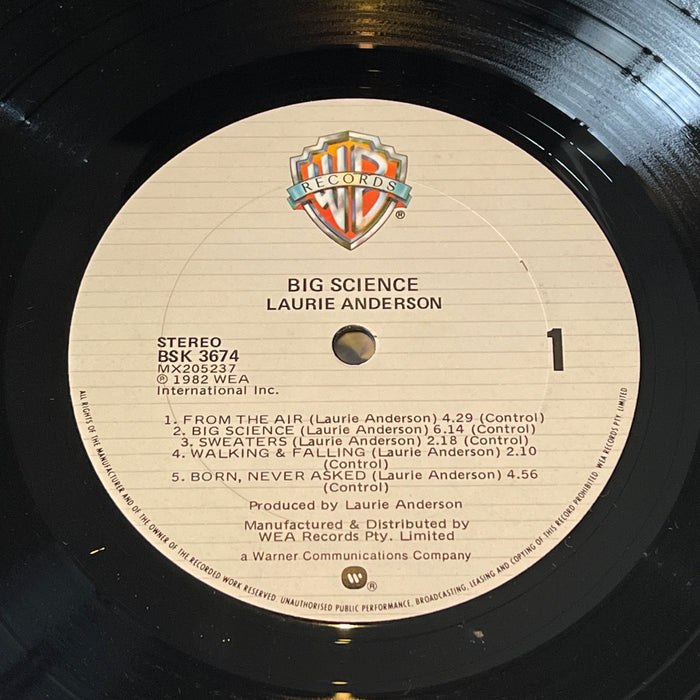 WB
RECORDS
®
BIG SCIENCE
LAURIE ANDERSON
STEREO
BSK 3674
MX205237
℗ 1982 WEA
International Inc.
1
1. FROM THE AIR (Laurie Anderson) 4.29 (Control)
2. BIG SCIENCE (Laurie Anderson) 6.14 (Control)
3. SWEATERS (Laurie Anderson) 2.18 (Control)
4. WALKING & FALLING (Laurie Anderson) 2.10
(Control)
5. BORN, NEVER ASKED (Laurie Anderson) 4.56
(Control)
Produced by Laurie Anderson
Manufactured & Distributed by
WEA Records Pty. Limited
a Warner Communications Company
®
ALL RIGHTS OF THE MANUFACTURER AND OF THE OWNER OF THE RECORDED WORK RESERVED. UNAUTHORISED PUBLIC PERFORMANCE, BROADCASTING, LEASING AND COPYING OF THIS RECORD PROHIBITED. WEA RECORDS PTY. LIMITED